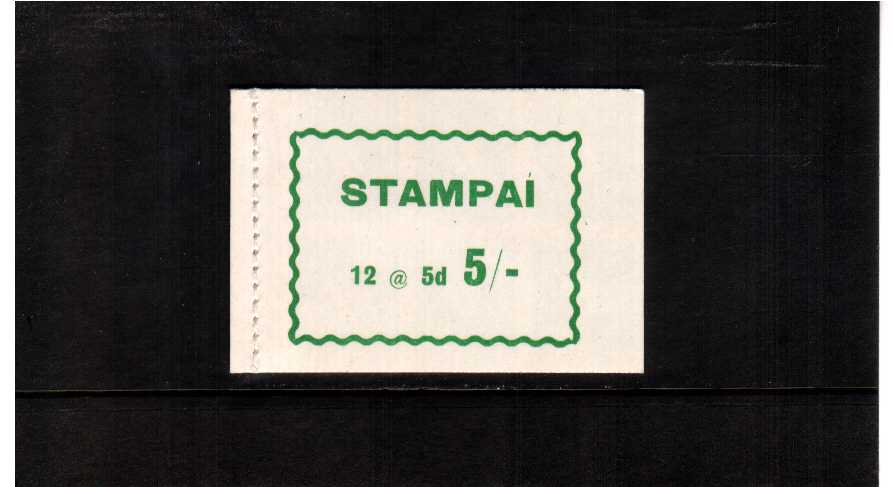 STAMPAÍ
12 @ 5d 5/-